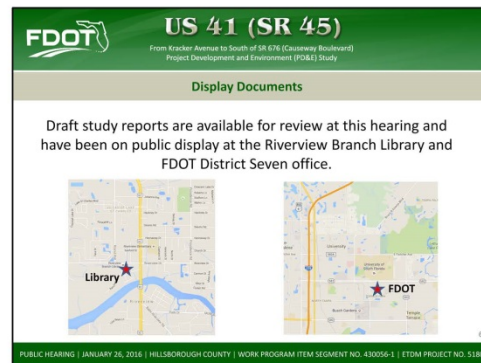 FDOT
US 41 (SR 45)
From Kracker Avenue to South of SR 676 (Causeway Boulevard)
Project Development and Environment (PD&E) Study
Display Documents
Draft study reports are available for review at this hearing and
have been on public display at the Riverview Branch Library and
FDOT District Seven office.
Library
FDOT
PUBLIC HEARING | JANUARY 26, 2016 | HILLSBOROUGH COUNTY | WORK PROGRAM ITEM SEGMENT NO. 430056-1 | ETDM PROJECT NO. 5180